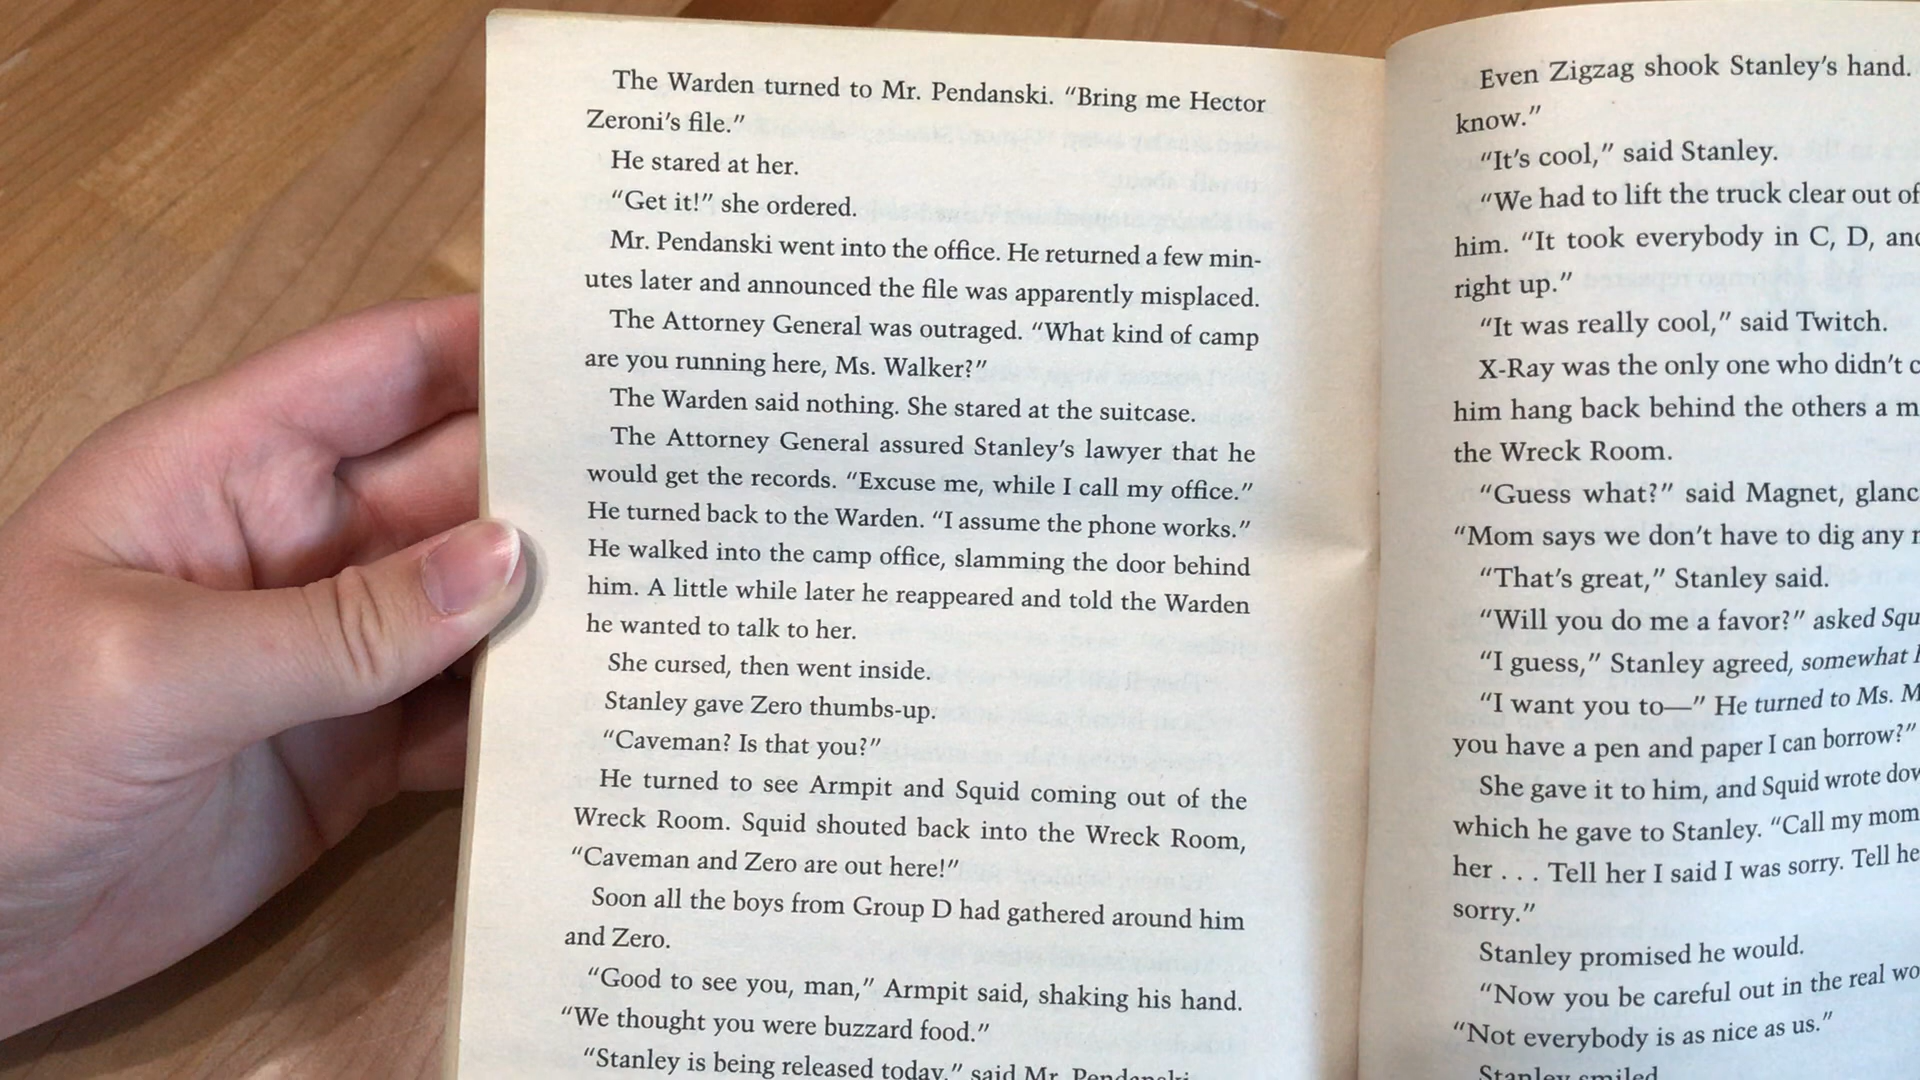 The Warden turned to Mr. Pendanski. “Bring me Hector
Zeroni’s file.”
He stared at her.
“Get it!” she ordered.
Mr. Pendanski went into the office. He returned a few min-
utes later and announced the file was apparently misplaced.
The Attorney General was outraged. “What kind of camp
are you running here, Ms. Walker?”
The Warden said nothing. She stared at the suitcase.
The Attorney General assured Stanley’s lawyer that he
would get the records. “Excuse me, while I call my office.”
He turned back to the Warden. “I assume the phone works.”
He walked into the camp office, slamming the door behind
him. A little while later he reappeared and told the Warden
he wanted to talk to her.
She cursed, then went inside.
Stanley gave Zero thumbs-up.
“Caveman? Is that you?”
He turned to see Armpit and Squid coming out of the
Wreck Room. Squid shouted back into the Wreck Room,
“Caveman and Zero are out here!”
Soon all the boys from Group D had gathered around him
and Zero.
“Good to see you, man,” Armpit said, shaking his hand.
“We thought you were buzzard food.”
“Stanley is being released today,” said Mr. Pendanski.
Even Zigzag shook Stanley’s hand.
know.”
“It’s cool,” said Stanley.
“We had to lift the truck clear out of
him. “It took everybody in C, D, and
right up.”
“It was really cool,” said Twitch.
X-Ray was the only one who didn’t
him hang back behind the others a
the Wreck Room.
“Guess what?” said Magnet,
“Mom says we don’t have to dig any
“That’s great,” Stanley said.
“Will you do me a favor?” asked
“I guess,” Stanley agreed, somewhat
“I want you to—” He turned to Ms.
you have a pen and paper I can borrow?”
She gave it to him, and Squid wrote
which he gave to Stanley. “Call my mom
her . . . Tell her I said I was sorry. Tell
sorry.”
Stanley promised he would.
“Now you be careful out in the real
“Not everybody is as nice as us.”
Stanley smiled